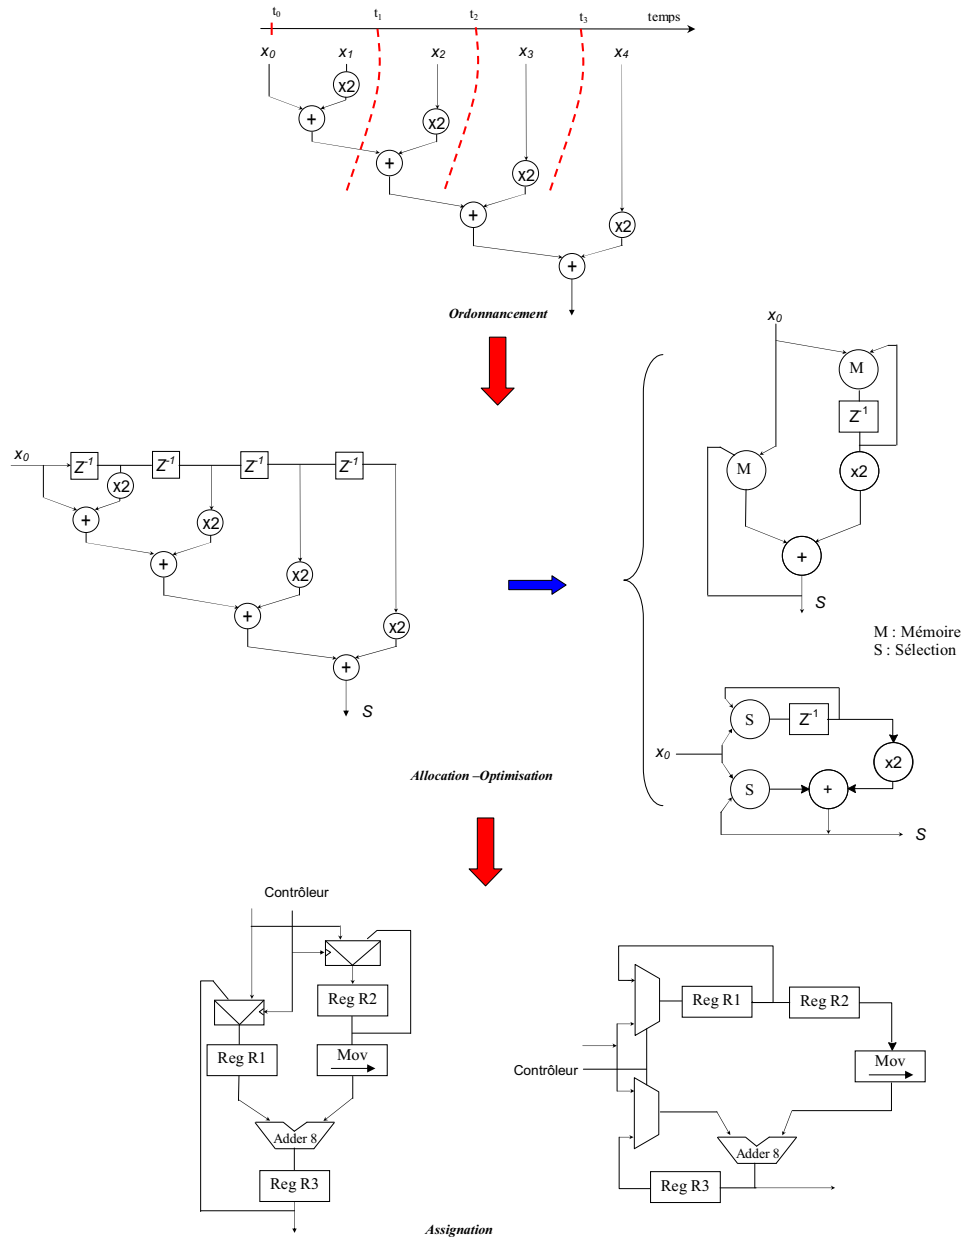 t₀ t₁ t₂ t₃ temps
x₀ x₁ x₂ x₃ x₄
x2
+ x2
+ x2
+ x2
+
Ordonnancement
x₀
M
Z⁻¹
M x2
+
S
x₀ Z⁻¹ Z⁻¹ Z⁻¹ Z⁻¹
x2
+ x2
+ x2
+ x2
+
S
M : Mémoire
S : Sélection
S Z⁻¹
x₀ x2
S +
S
Allocation –Optimisation
Contrôleur
Reg R2
Reg R1 Mov
Adder 8
Reg R3
Reg R1 Reg R2
Mov
Contrôleur
Adder 8
Reg R3
Assignation